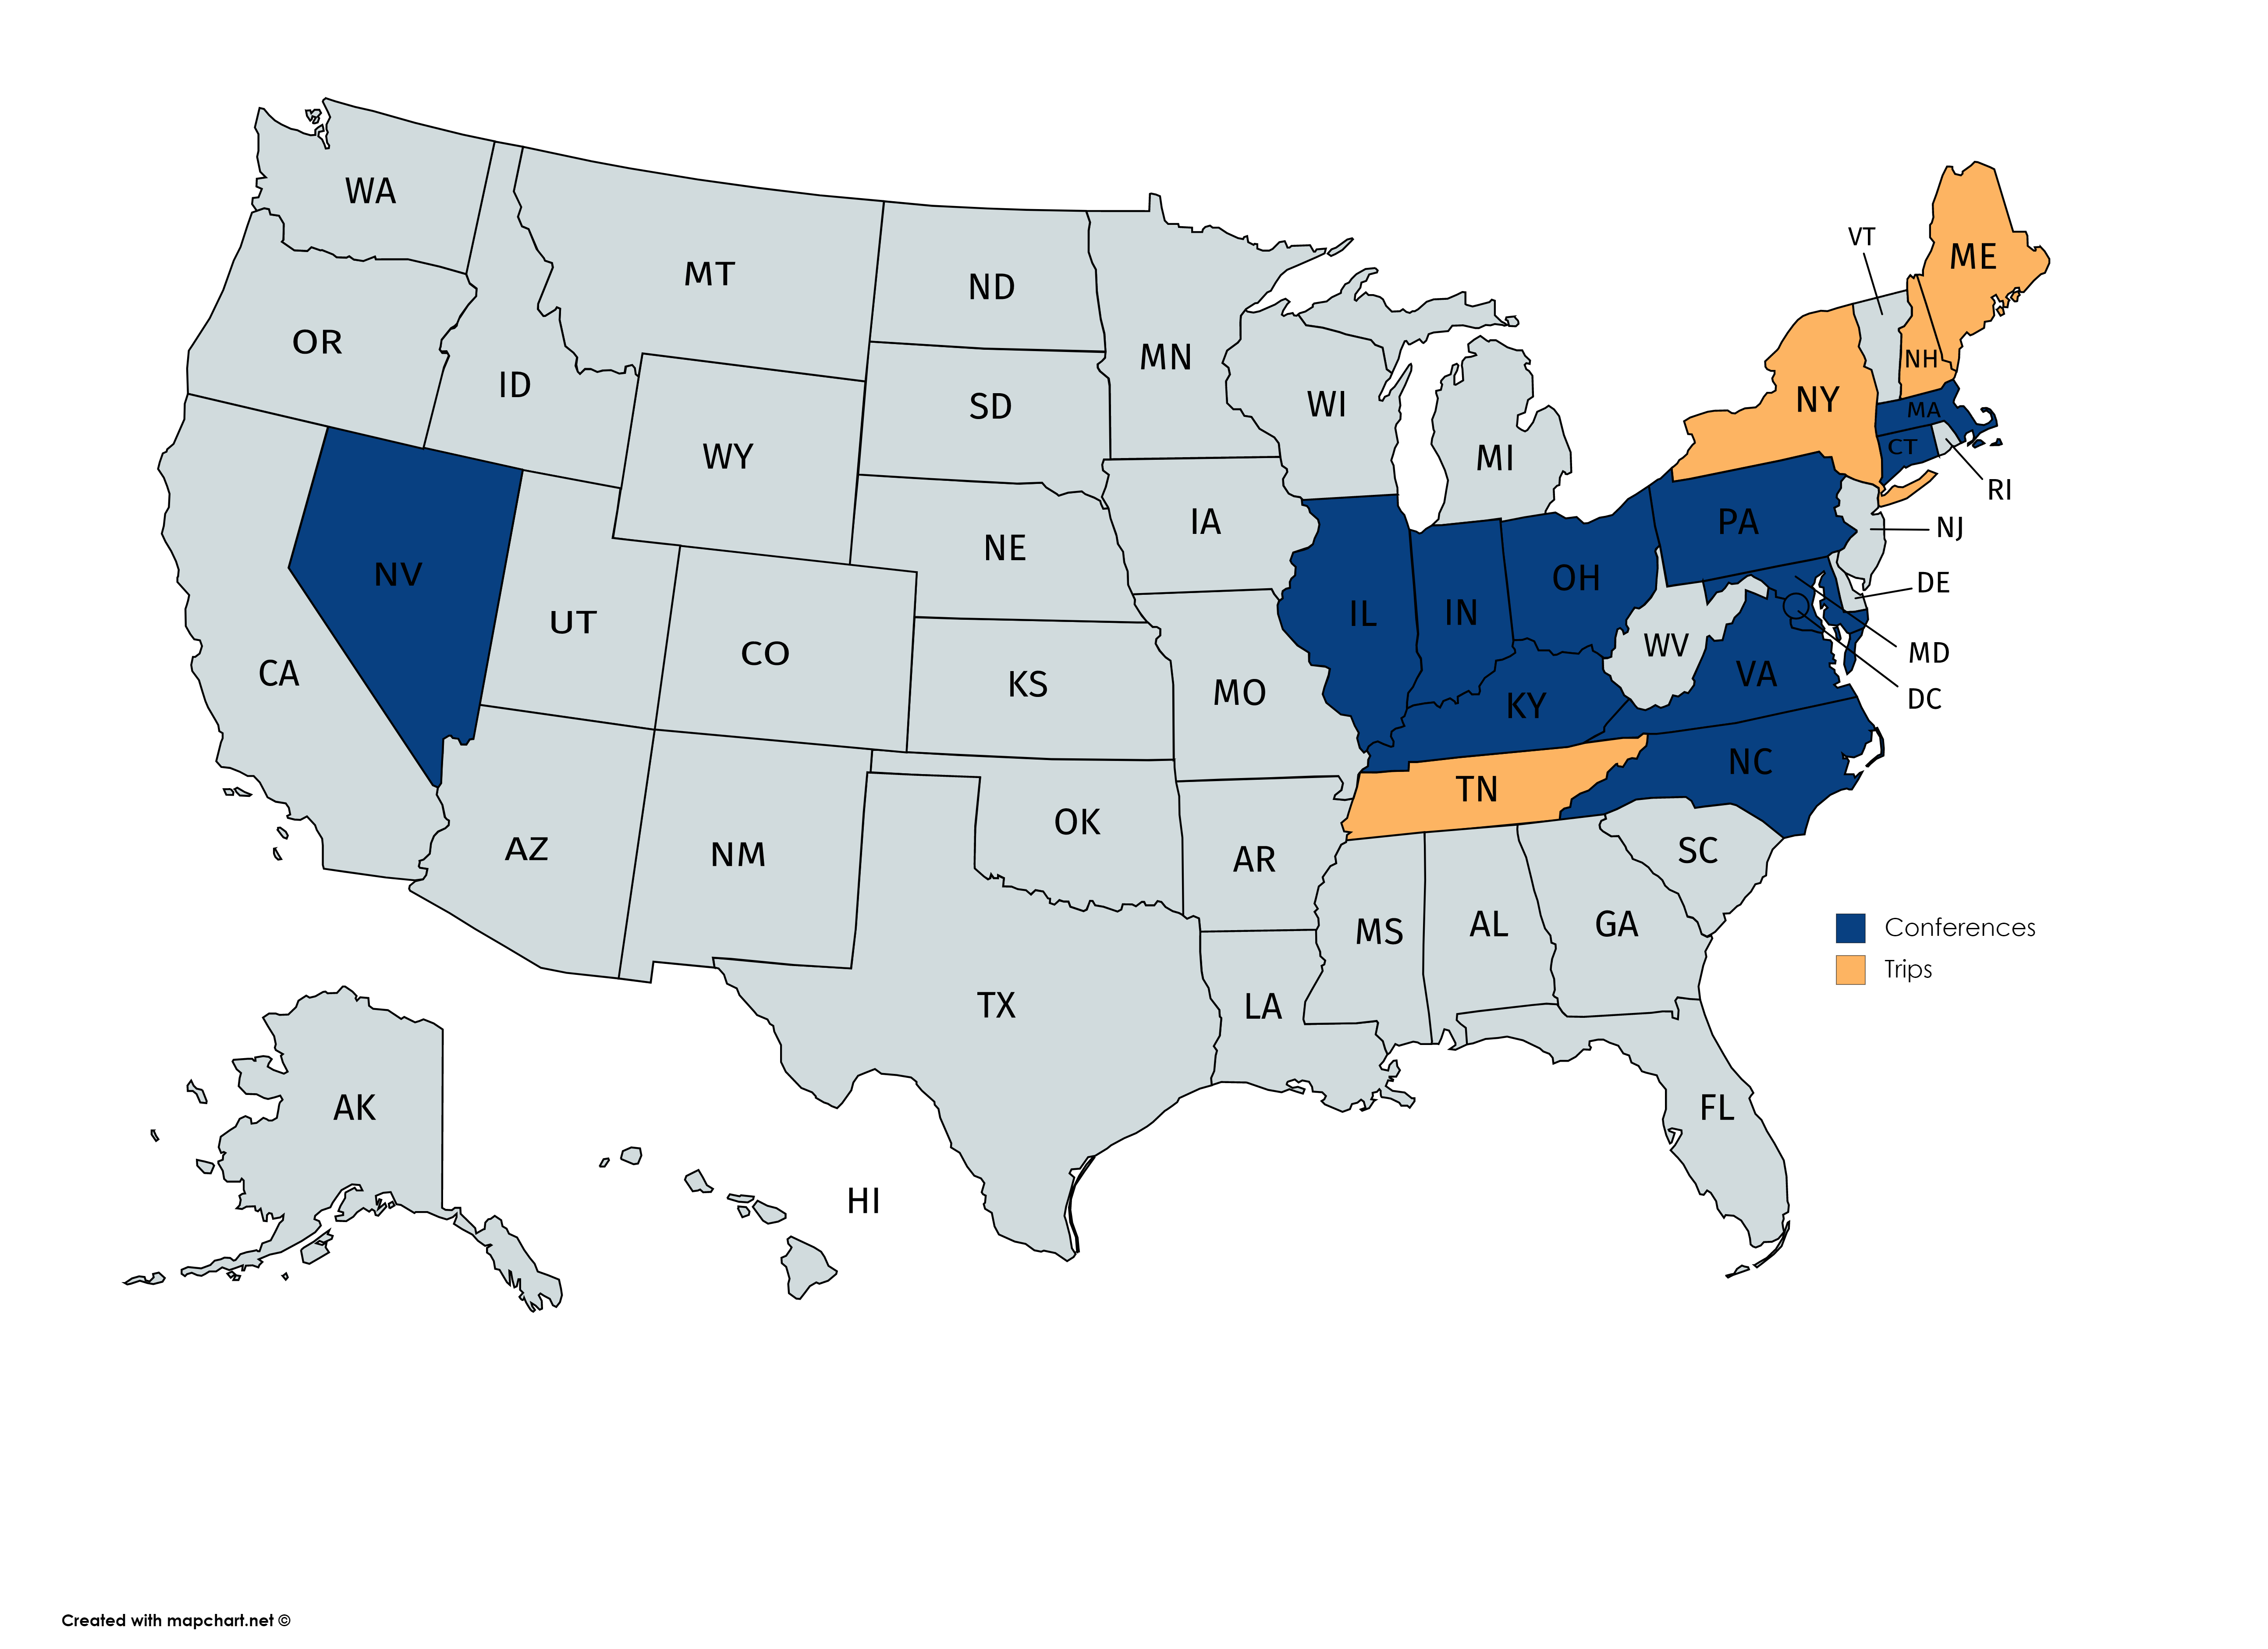 WA
MT
ND
MN
VT
ME
OR
ID
SD
WI
NH
NY
MA
WY
MI
CT
RI
IA
PA
NJ
NE
NV
OH
DE
UT
IL
IN
WV
MD
CO
CA
KS
MO
VA
DC
KY
NC
TN
OK
AZ
NM
AR
SC
MS
AL
GA
Conferences
Trips
TX
LA
AK
FL
HI
Created with mapchart.net ©